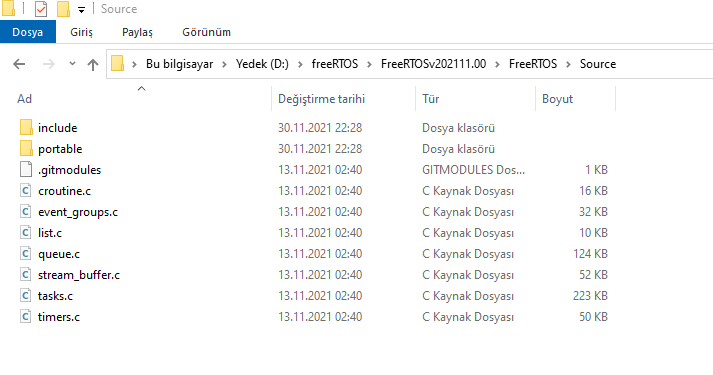 Source
Dosya Giriş Paylaş Görünüm
Bu bilgisayar > Yedek (D:) > freeRTOS > FreeRTOSv202111.00 > FreeRTOS > Source
Ad Değiştirme tarihi Tür Boyut
include 30.11.2021 22:28 Dosya klasörü
portable 30.11.2021 22:28 Dosya klasörü
.gitmodules 13.11.2021 02:40 GITMODULES Dos... 1 KB
croutine.c 13.11.2021 02:40 C Kaynak Dosyası 16 KB
event_groups.c 13.11.2021 02:40 C Kaynak Dosyası 32 KB
list.c 13.11.2021 02:40 C Kaynak Dosyası 10 KB
queue.c 13.11.2021 02:40 C Kaynak Dosyası 124 KB
stream_buffer.c 13.11.2021 02:40 C Kaynak Dosyası 52 KB
tasks.c 13.11.2021 02:40 C Kaynak Dosyası 223 KB
timers.c 13.11.2021 02:40 C Kaynak Dosyası 50 KB